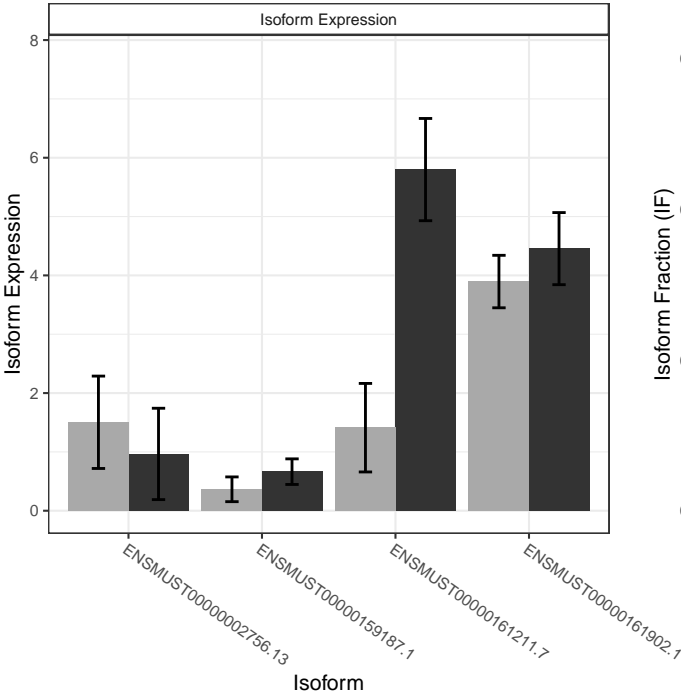 Isoform Expression
8
6
4
2
0
Isoform Expression
ENSMUST00000002756.13
ENSMUST00000159187.1
ENSMUST00000161211.7
ENSMUST00000161902.1
Isoform
Isoform Fraction (IF)